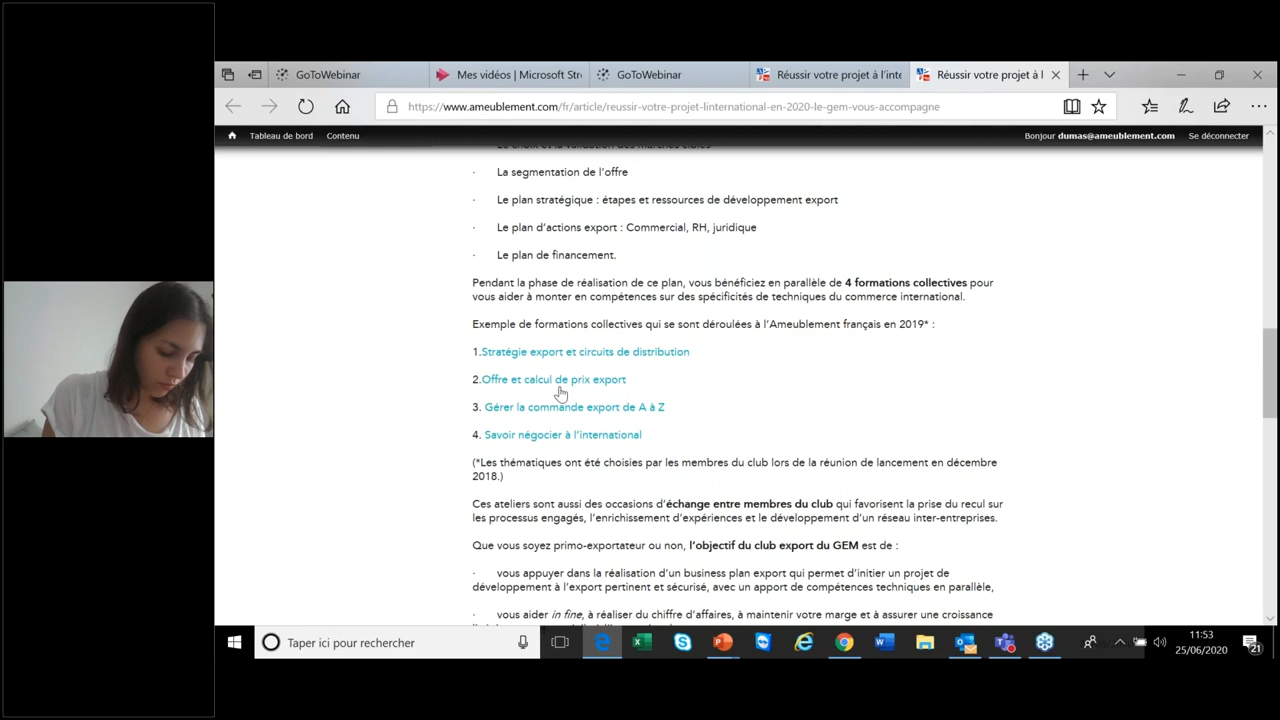 GoToWebinar
Mes vidéos | Microsoft Stre
GoToWebinar
Réussir votre projet à l'inte
Réussir votre projet à l
https://www.ameublement.com/fr/article/reussir-votre-projet-linternational-en-2020-le-gem-vous-accompagne
Tableau de bord Contenu
Bonjour dumas@ameublement.com Se déconnecter
· Le choix et la validation des marchés cibles
· La segmentation de l'offre
· Le plan stratégique : étapes et ressources de développement export
· Le plan d'actions export : Commercial, RH, juridique
· Le plan de financement.
Pendant la phase de réalisation de ce plan, vous bénéficiez en parallèle de 4 formations collectives pour
vous aider à monter en compétences sur des spécificités de techniques du commerce international.
Exemple de formations collectives qui se sont déroulées à l'Ameublement français en 2019* :
1.Stratégie export et circuits de distribution
2.Offre et calcul de prix export
3. Gérer la commande export de A à Z
4. Savoir négocier à l'international
(*Les thématiques ont été choisies par les membres du club lors de la réunion de lancement en décembre
2018.)
Ces ateliers sont aussi des occasions d'échange entre membres du club qui favorisent la prise du recul sur
les processus engagés, l'enrichissement d'expériences et le développement d'un réseau inter-entreprises.
Que vous soyez primo-exportateur ou non, l'objectif du club export du GEM est de :
· vous appuyer dans la réalisation d'un business plan export qui permet d'initier un projet de
développement à l'export pertinent et sécurisé, avec un apport de compétences techniques en parallèle,
· vous aider in fine, à réaliser du chiffre d'affaires, à maintenir votre marge et à assurer une croissance
Taper ici pour rechercher
11:53
25/06/2020
21